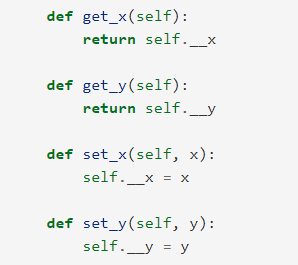 def get_x(self):
    return self.__x
def get_y(self):
    return self.__y
def set_x(self, x):
    self.__x = x
def set_y(self, y):
    self.__y = y